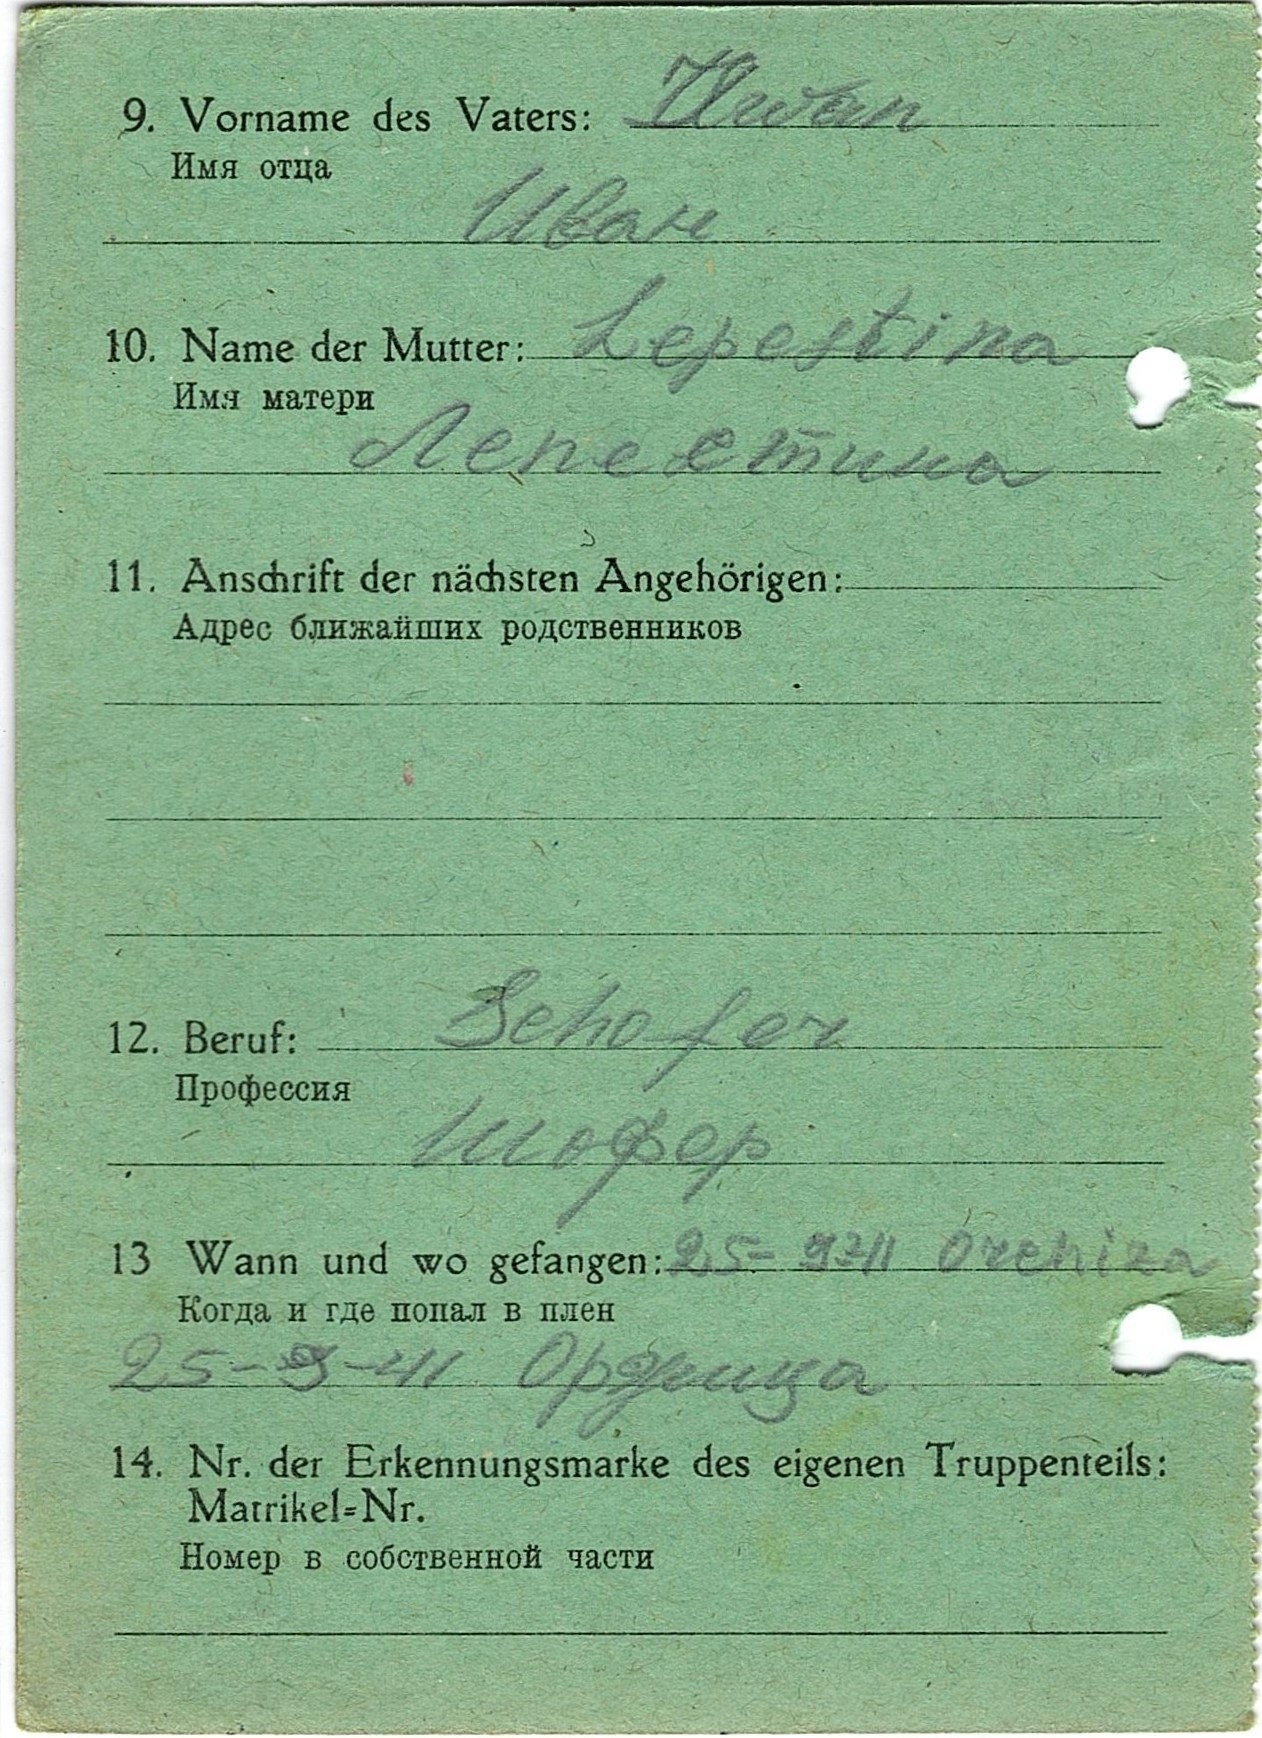 9. Vorname des Vaters: Iwan
Имя отца
Иван
10. Name der Mutter: Lepestina
Имя матери
Лепестина
11. Anschrift der nächsten Angehörigen:
Адрес ближайших родственников
12. Beruf: Schofer
Профессия
Шофер
13 Wann und wo gefangen: 25-9-41
Когда и где попал в плен
25-9-41 Оржица
14. Nr. der Erkennungsmarke des eigenen Truppenteils:
Matrikel=Nr.
Номер в собственной части